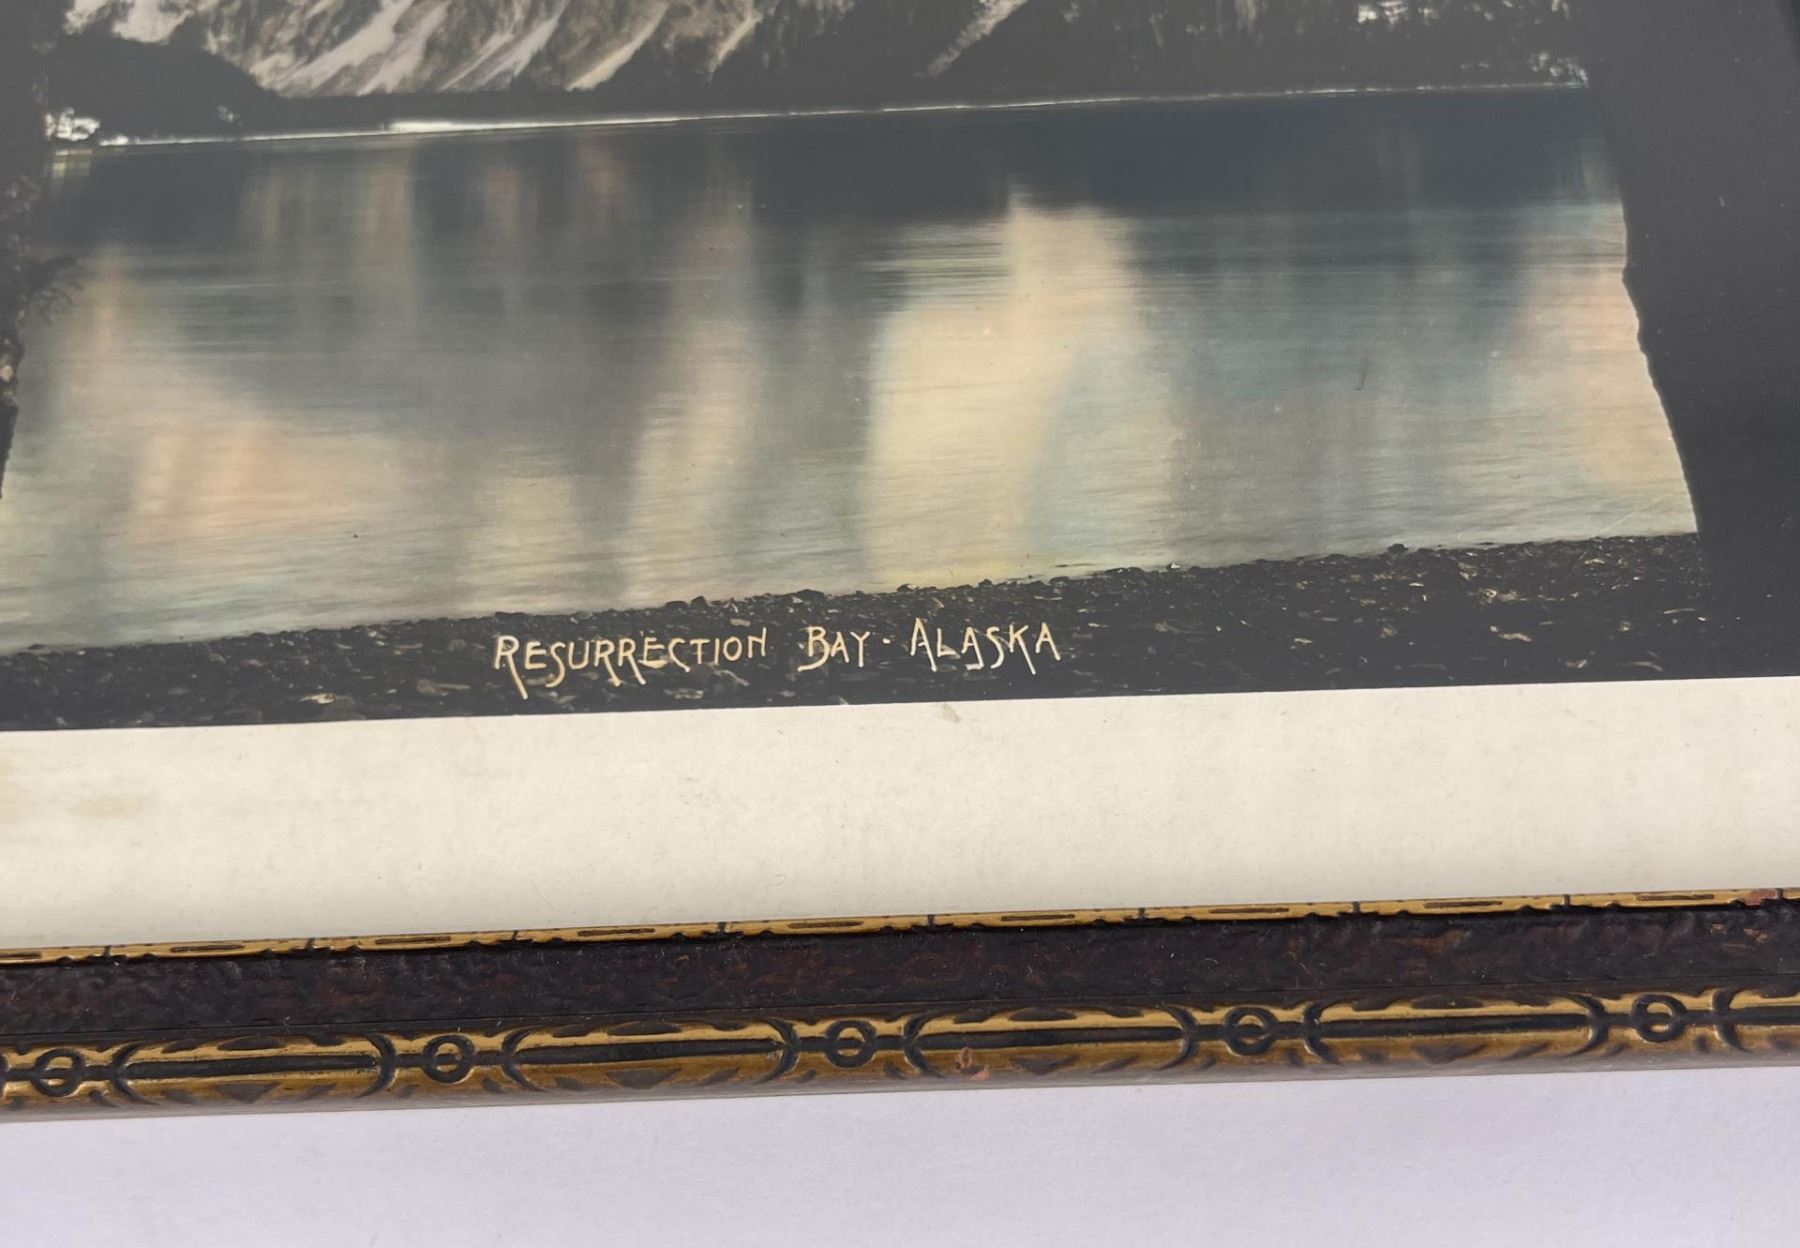 RESURRECTION BAY - ALASKA